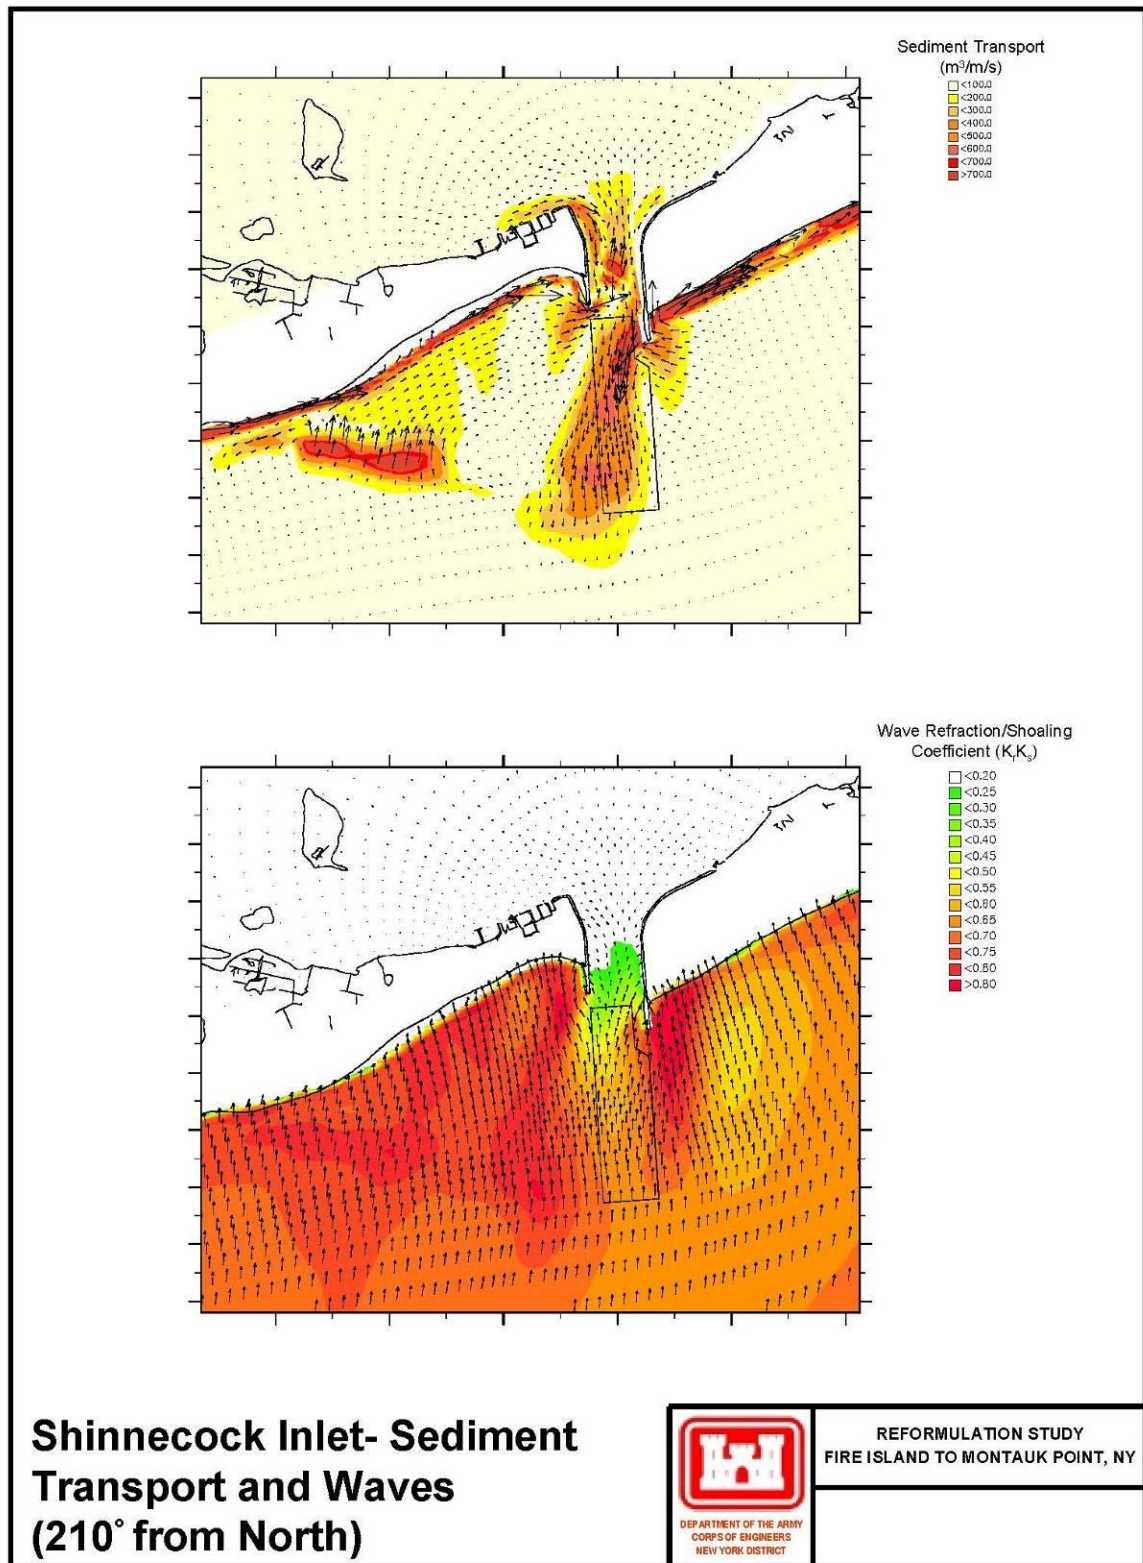 Sediment Transport
(m³/m/s)
<100.0
<200.0
<300.0
<400.0
<500.0
<600.0
<700.0
>700.0
Wave Refraction/Shoaling
Coefficient (KᵣKₛ)
<0.20
<0.25
<0.30
<0.35
<0.40
<0.45
<0.50
<0.55
<0.60
<0.65
<0.70
<0.75
<0.80
>0.80
Shinnecock Inlet- Sediment
Transport and Waves
(210° from North)
DEPARTMENT OF THE ARMY
CORPS OF ENGINEERS
NEW YORK DISTRICT
REFORMULATION STUDY
FIRE ISLAND TO MONTAUK POINT, NY